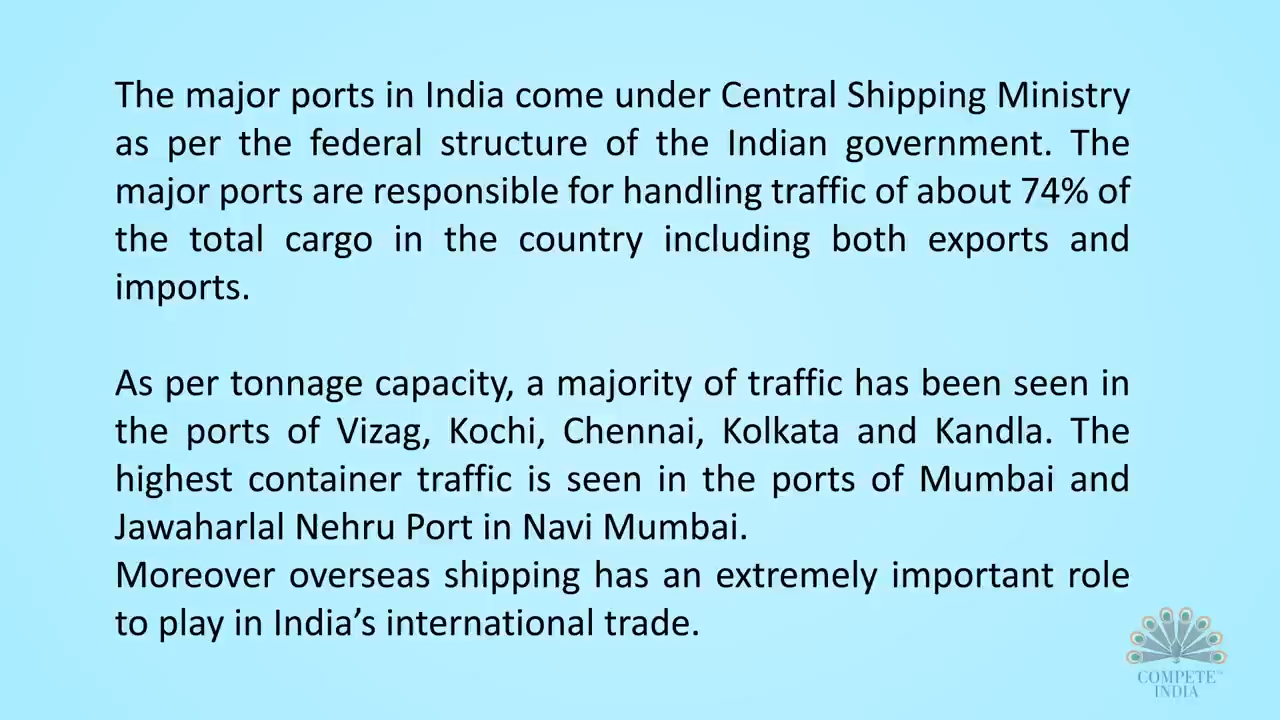 The major ports in India come under Central Shipping Ministry
as per the federal structure of the Indian government. The
major ports are responsible for handling traffic of about 74% of
the total cargo in the country including both exports and
imports.
As per tonnage capacity, a majority of traffic has been seen in
the ports of Vizag, Kochi, Chennai, Kolkata and Kandla. The
highest container traffic is seen in the ports of Mumbai and
Jawaharlal Nehru Port in Navi Mumbai.
Moreover overseas shipping has an extremely important role
to play in India’s international trade.
COMPETE™
INDIA